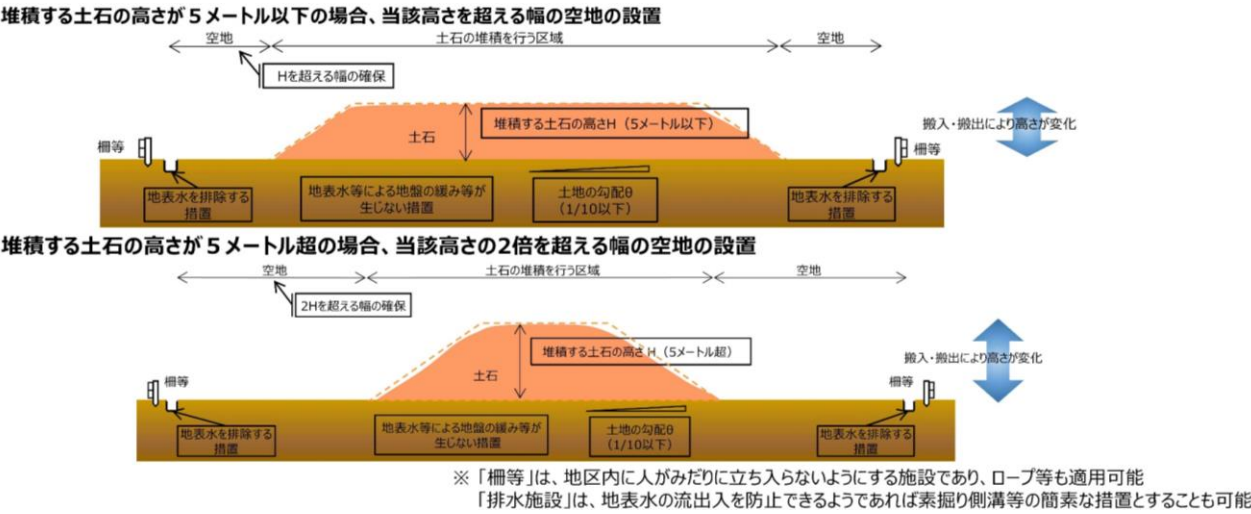 堆積する土石の高さが５メートル以下の場合、当該高さを超える幅の空地の設置
空地
土石の堆積を行う区域
空地
Hを超える幅の確保
堆積する土石の高さH（5メートル以下）
土石
搬入・搬出により高さが変化
柵等
柵等
地表水を排除する
措置
地表水等による地盤の緩み等が
生じない措置
土地の勾配θ
（1/10以下）
地表水を排除する
措置
堆積する土石の高さが５メートル超の場合、当該高さの2倍を超える幅の空地の設置
空地
土石の堆積を行う区域
空地
2Hを超える幅の確保
堆積する土石の高さH（5メートル超）
土石
搬入・搬出により高さが変化
柵等
柵等
地表水を排除する
措置
地表水等による地盤の緩み等が
生じない措置
土地の勾配θ
（1/10以下）
地表水を排除する
措置
※「柵等」は、地区内に人がみだりに立ち入らないようにする施設であり、ロープ等も適用可能
「排水施設」は、地表水の流出入を防止できるようであれば素掘り側溝等の簡素な措置とすることも可能